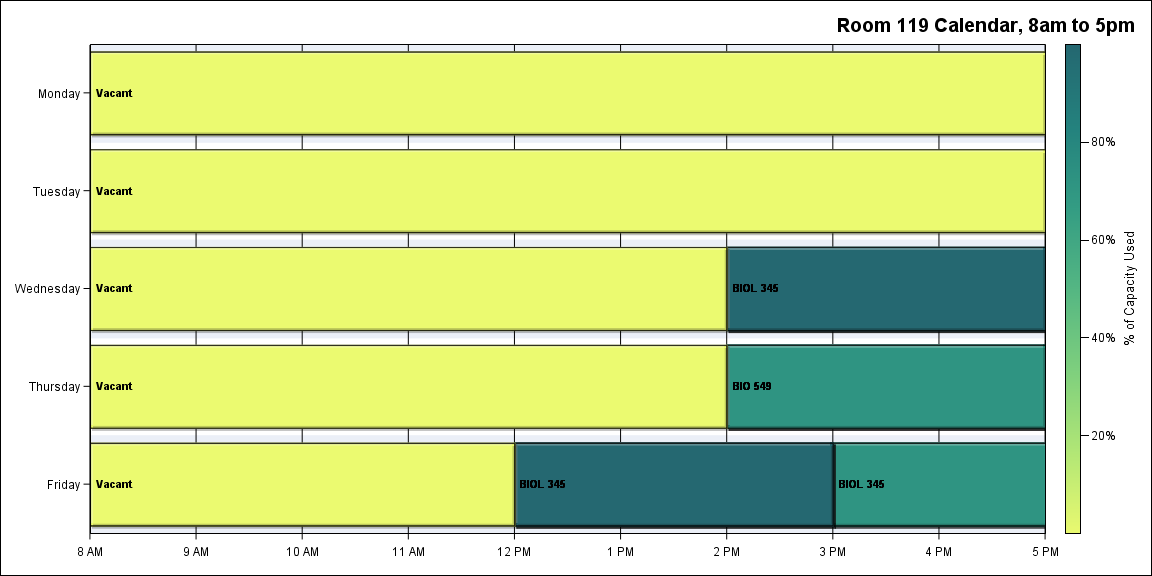 Room 119 Calendar, 8am to 5pm
Monday
Vacant
Tuesday
Vacant
Wednesday
Vacant
BIOL 345
Thursday
Vacant
BIO 549
Friday
Vacant
BIOL 345
BIOL 345
8 AM
9 AM
10 AM
11 AM
12 PM
1 PM
2 PM
3 PM
4 PM
5 PM
80%
60%
40%
20%
% of Capacity Used